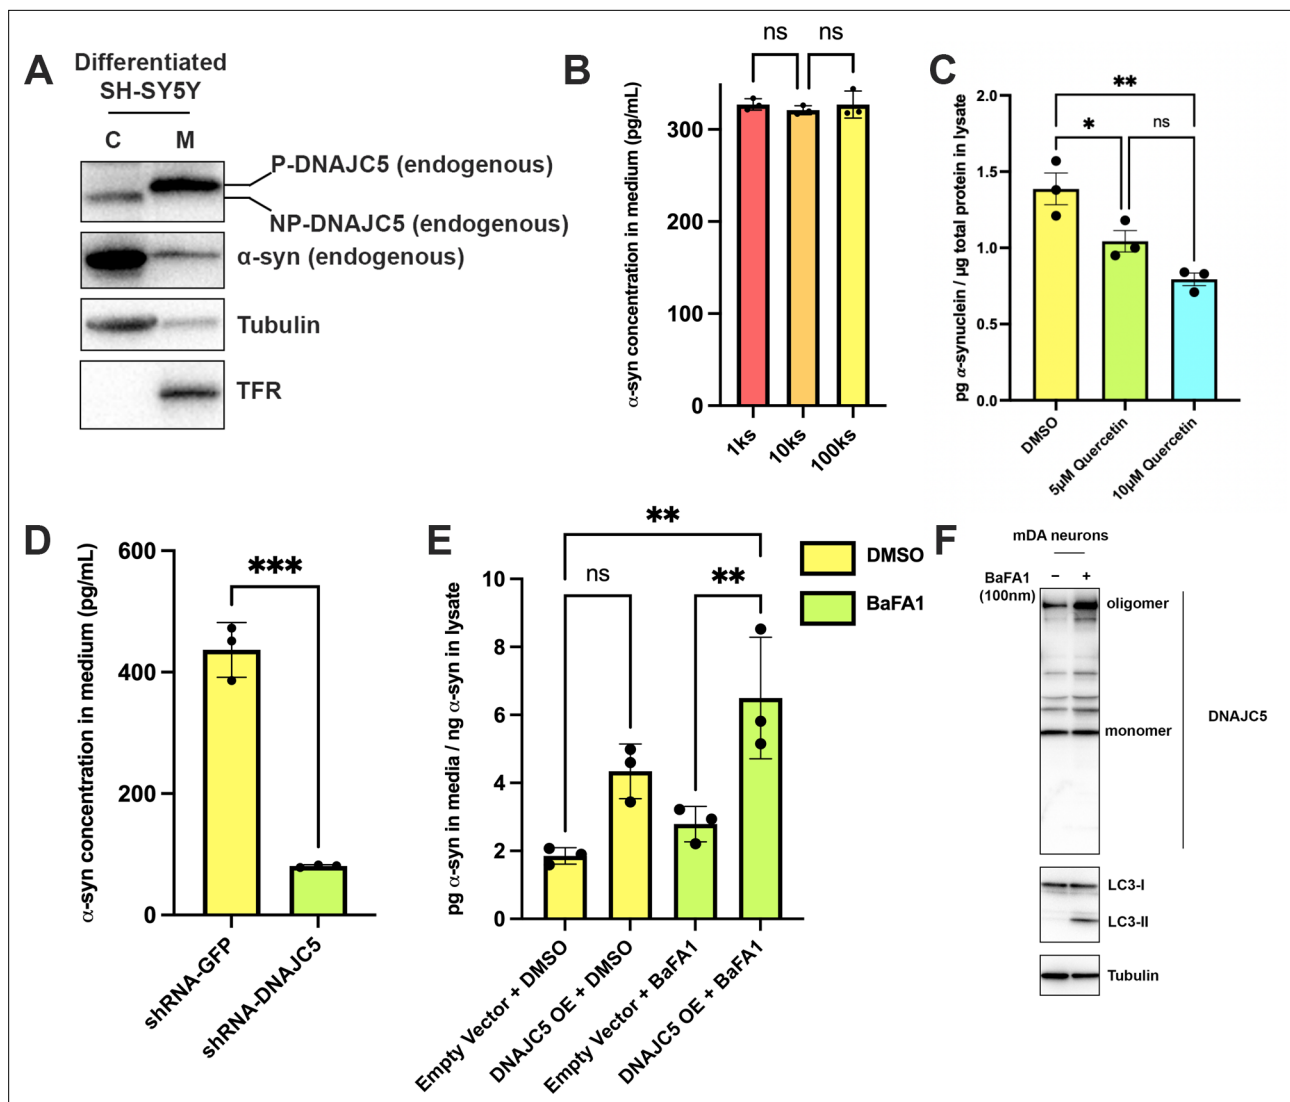 A
Differentiated
SH-SY5Y
C M
P-DNAJC5 (endogenous)
NP-DNAJC5 (endogenous)
α-syn (endogenous)
Tubulin
TFR
B
ns ns
α-syn concentration in medium (pg/mL)
300
200
100
0
1ks
10ks
100ks
C
**
* ns
pg α-synuclein / μg total protein in lysate
2.0
1.5
1.0
0.5
0.0
DMSO
5μM Quercetin
10μM Quercetin
D
***
α-syn concentration in medium (pg/mL)
600
400
200
0
shRNA-GFP
shRNA-DNAJC5
E
**
ns **
DMSO
BaFA1
pg α-syn in media / ng α-syn in lysate
10
8
6
4
2
0
Empty Vector + DMSO
DNAJC5 OE + DMSO
Empty Vector + BaFA1
DNAJC5 OE + BaFA1
F
mDA neurons
BaFA1 − +
(100nm)
oligomer
monomer
DNAJC5
LC3-I
LC3-II
Tubulin